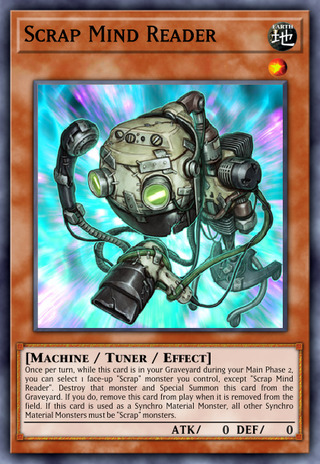 Scrap Mind Reader
EARTH
地
[Machine / Tuner / Effect]
Once per turn, while this card is in your Graveyard during your Main Phase 2,
you can select 1 face-up "Scrap" monster you control, except "Scrap Mind
Reader". Destroy that monster and Special Summon this card from the
Graveyard. If you do, remove this card from play when it is removed from the
field. If this card is used as a Synchro Material Monster, all other Synchro
Material Monsters must be "Scrap" monsters.
ATK/ 0 DEF/ 0